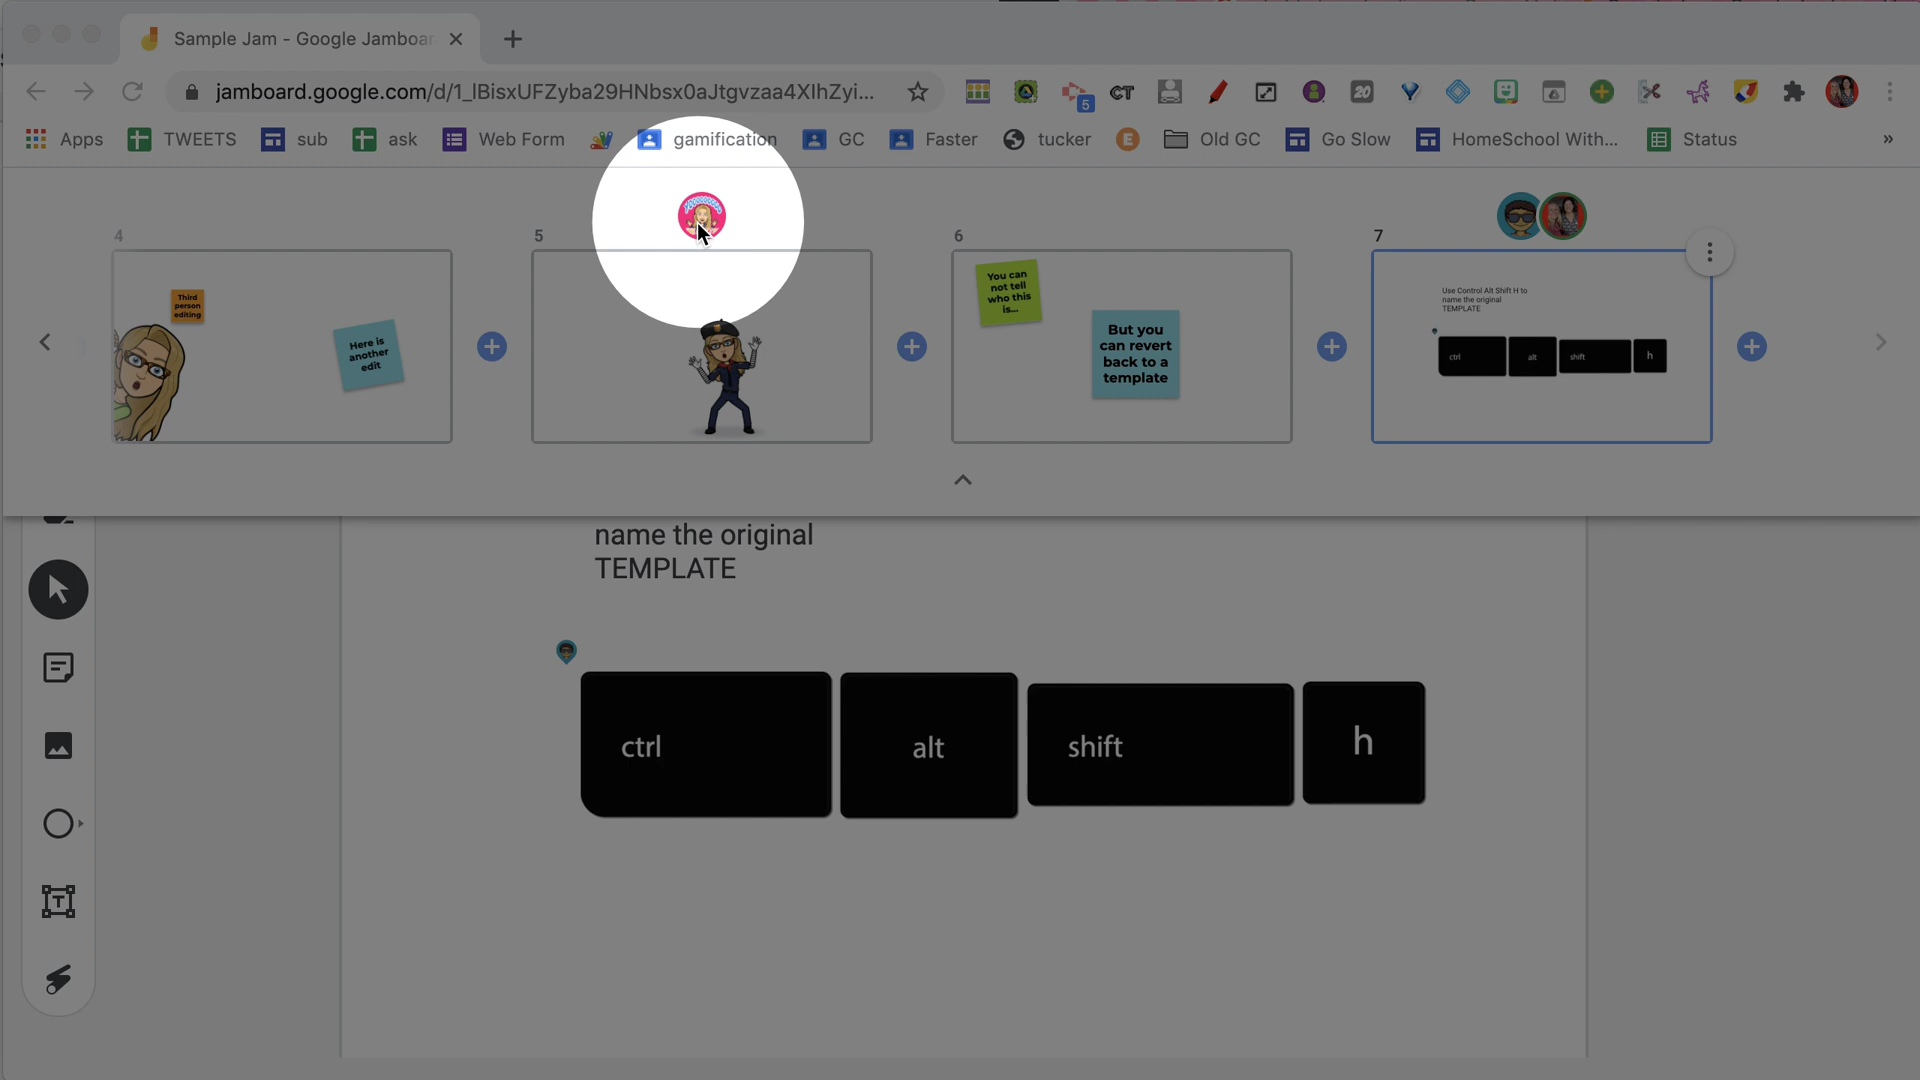 Sample Jam - Google Jamboar
jamboard.google.com/d/1_lBisxUFZyba29HNbsx0aJtgvzaa4XIhZyi...
5
CT
20
Apps
TWEETS
sub
ask
Web Form
gamification
GC
Faster
tucker
E
Old GC
Go Slow
HomeSchool With...
Status
»
4
5
6
7
Third
person
editing
Here is
another
edit
You can
not tell
who this
is...
But you
can revert
back to a
template
Use Control Alt Shift H to
name the original
TEMPLATE
ctrl
alt
shift
h
name the original
TEMPLATE
ctrl
alt
shift
h